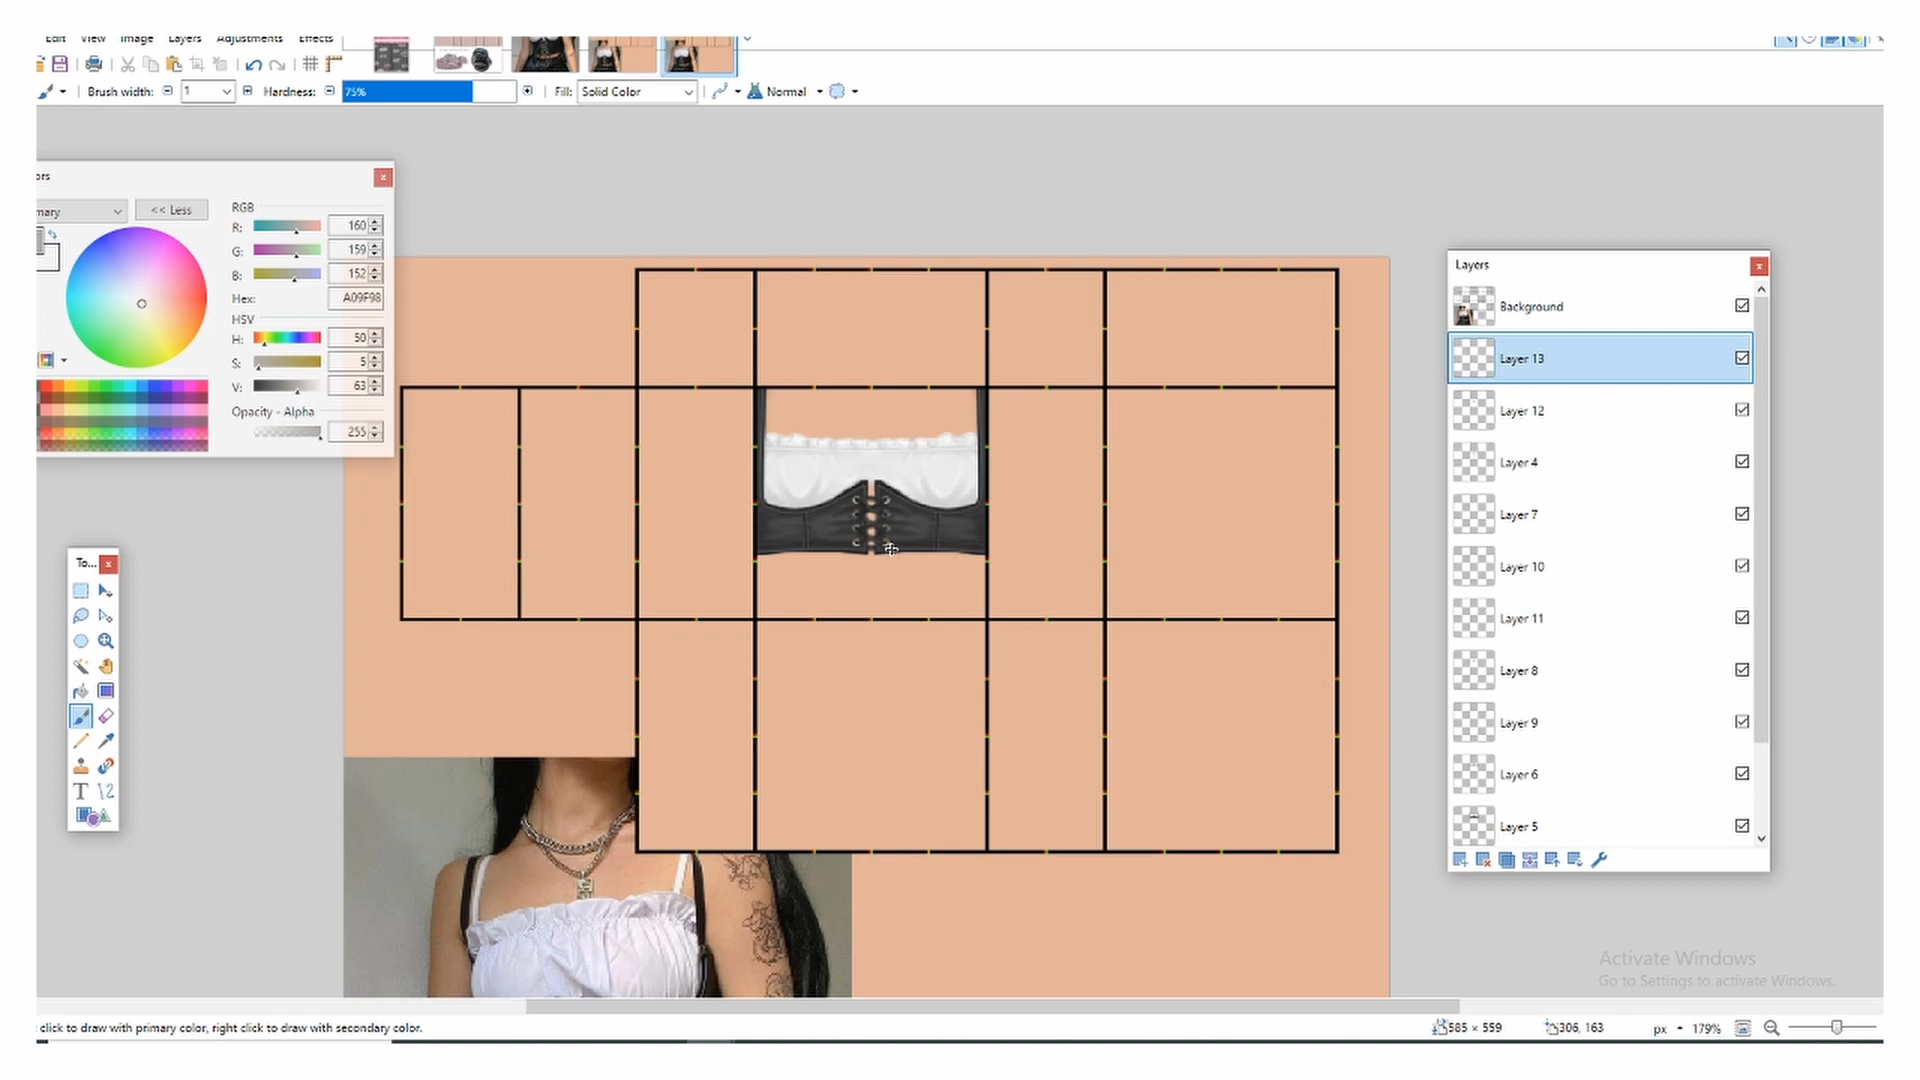 Edit View Image Layers Adjustments Effects
Brush width: 1 Hardness: 75% Fill: Solid Color Normal
ors
mary << Less
RGB
R: 160
G: 159
B: 152
Hex: A09F98
HSV
H: 50
S: 5
V: 63
Opacity - Alpha
255
To...
Layers
Background
Layer 13
Layer 12
Layer 4
Layer 7
Layer 10
Layer 11
Layer 8
Layer 9
Layer 6
Layer 5
Activate Windows
Go to Settings to activate Windows.
click to draw with primary color, right click to draw with secondary color.
585 × 559 306, 163 px 179%